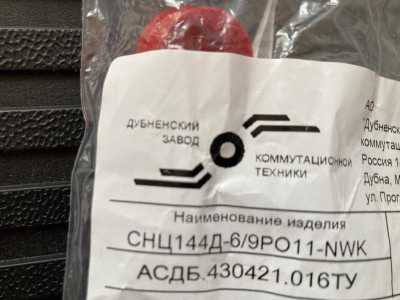 ДУБНЕНСКИЙ
ЗАВОД
КОММУТАЦИОННОЙ
ТЕХНИКИ
АО
"Дубненск
коммутац
Россия 1
Дубна, М
ул. Прог
Наименование изделия
СНЦ144Д-6/9РО11-NWK
АСДБ.430421.016ТУ